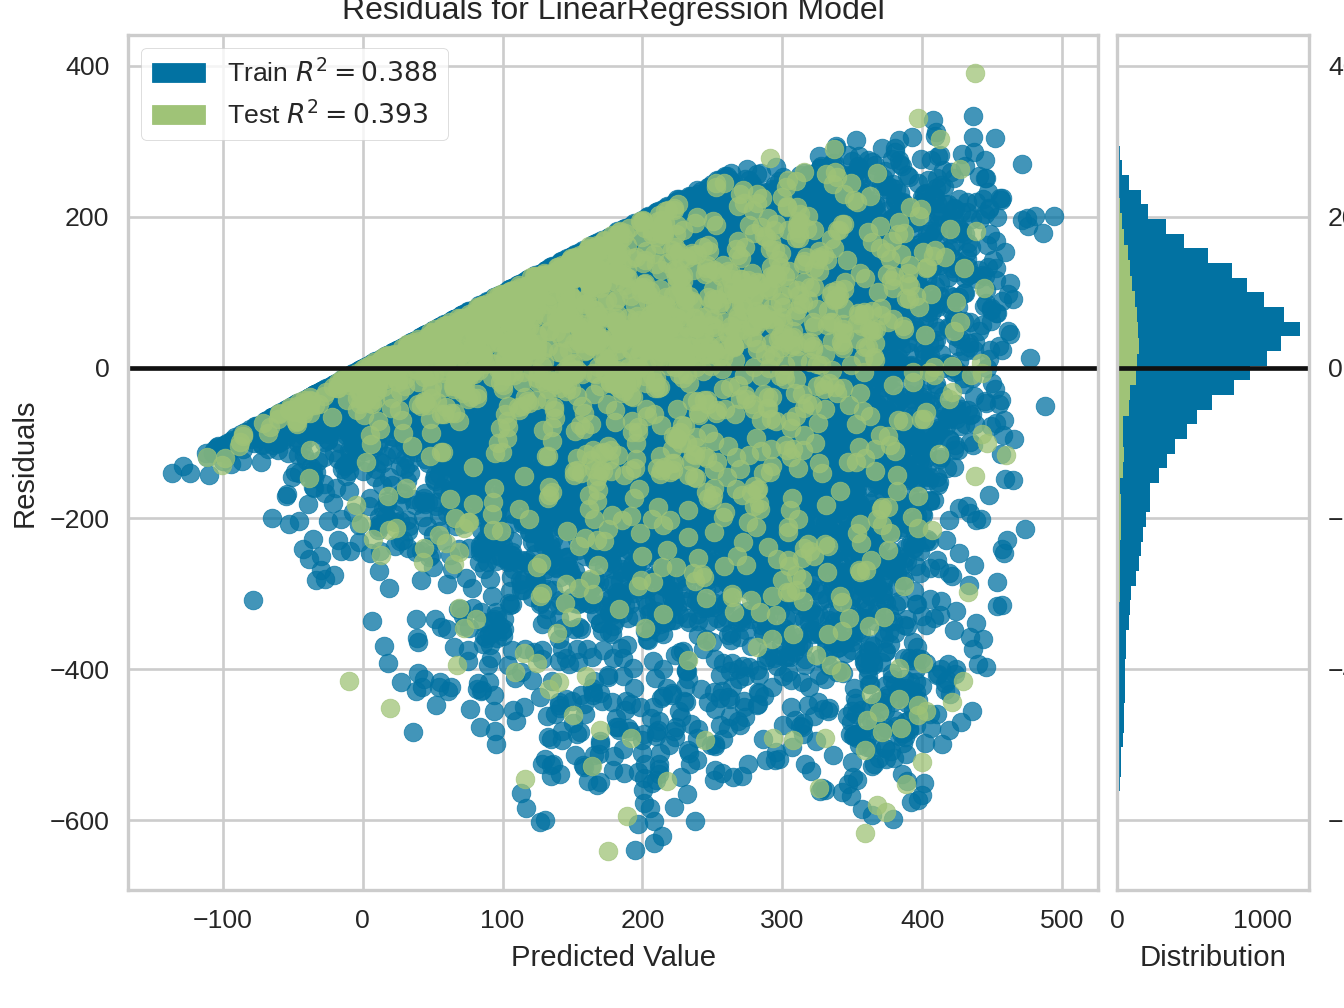 Residuals for LinearRegression Model
Train R² = 0.388
Test R² = 0.393
400
200
0
−200
−400
−600
Residuals
−100
0
100
200
300
400
500
Predicted Value
0
1000
Distribution
0